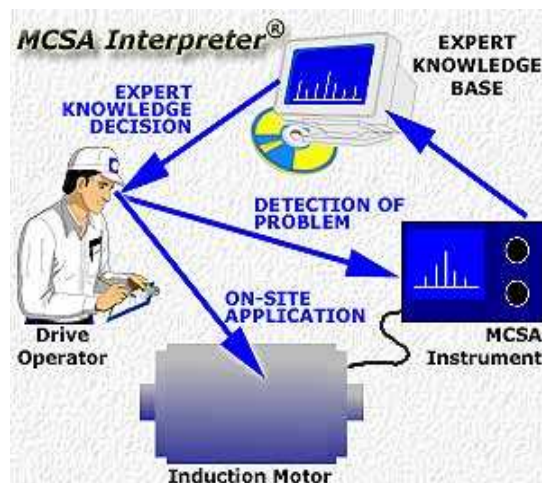 MCSA Interpreter®
EXPERT
KNOWLEDGE
BASE
EXPERT
KNOWLEDGE
DECISION
DETECTION OF
PROBLEM
ON-SITE
APPLICATION
Drive
Operator
MCSA
Instrument
Induction Motor